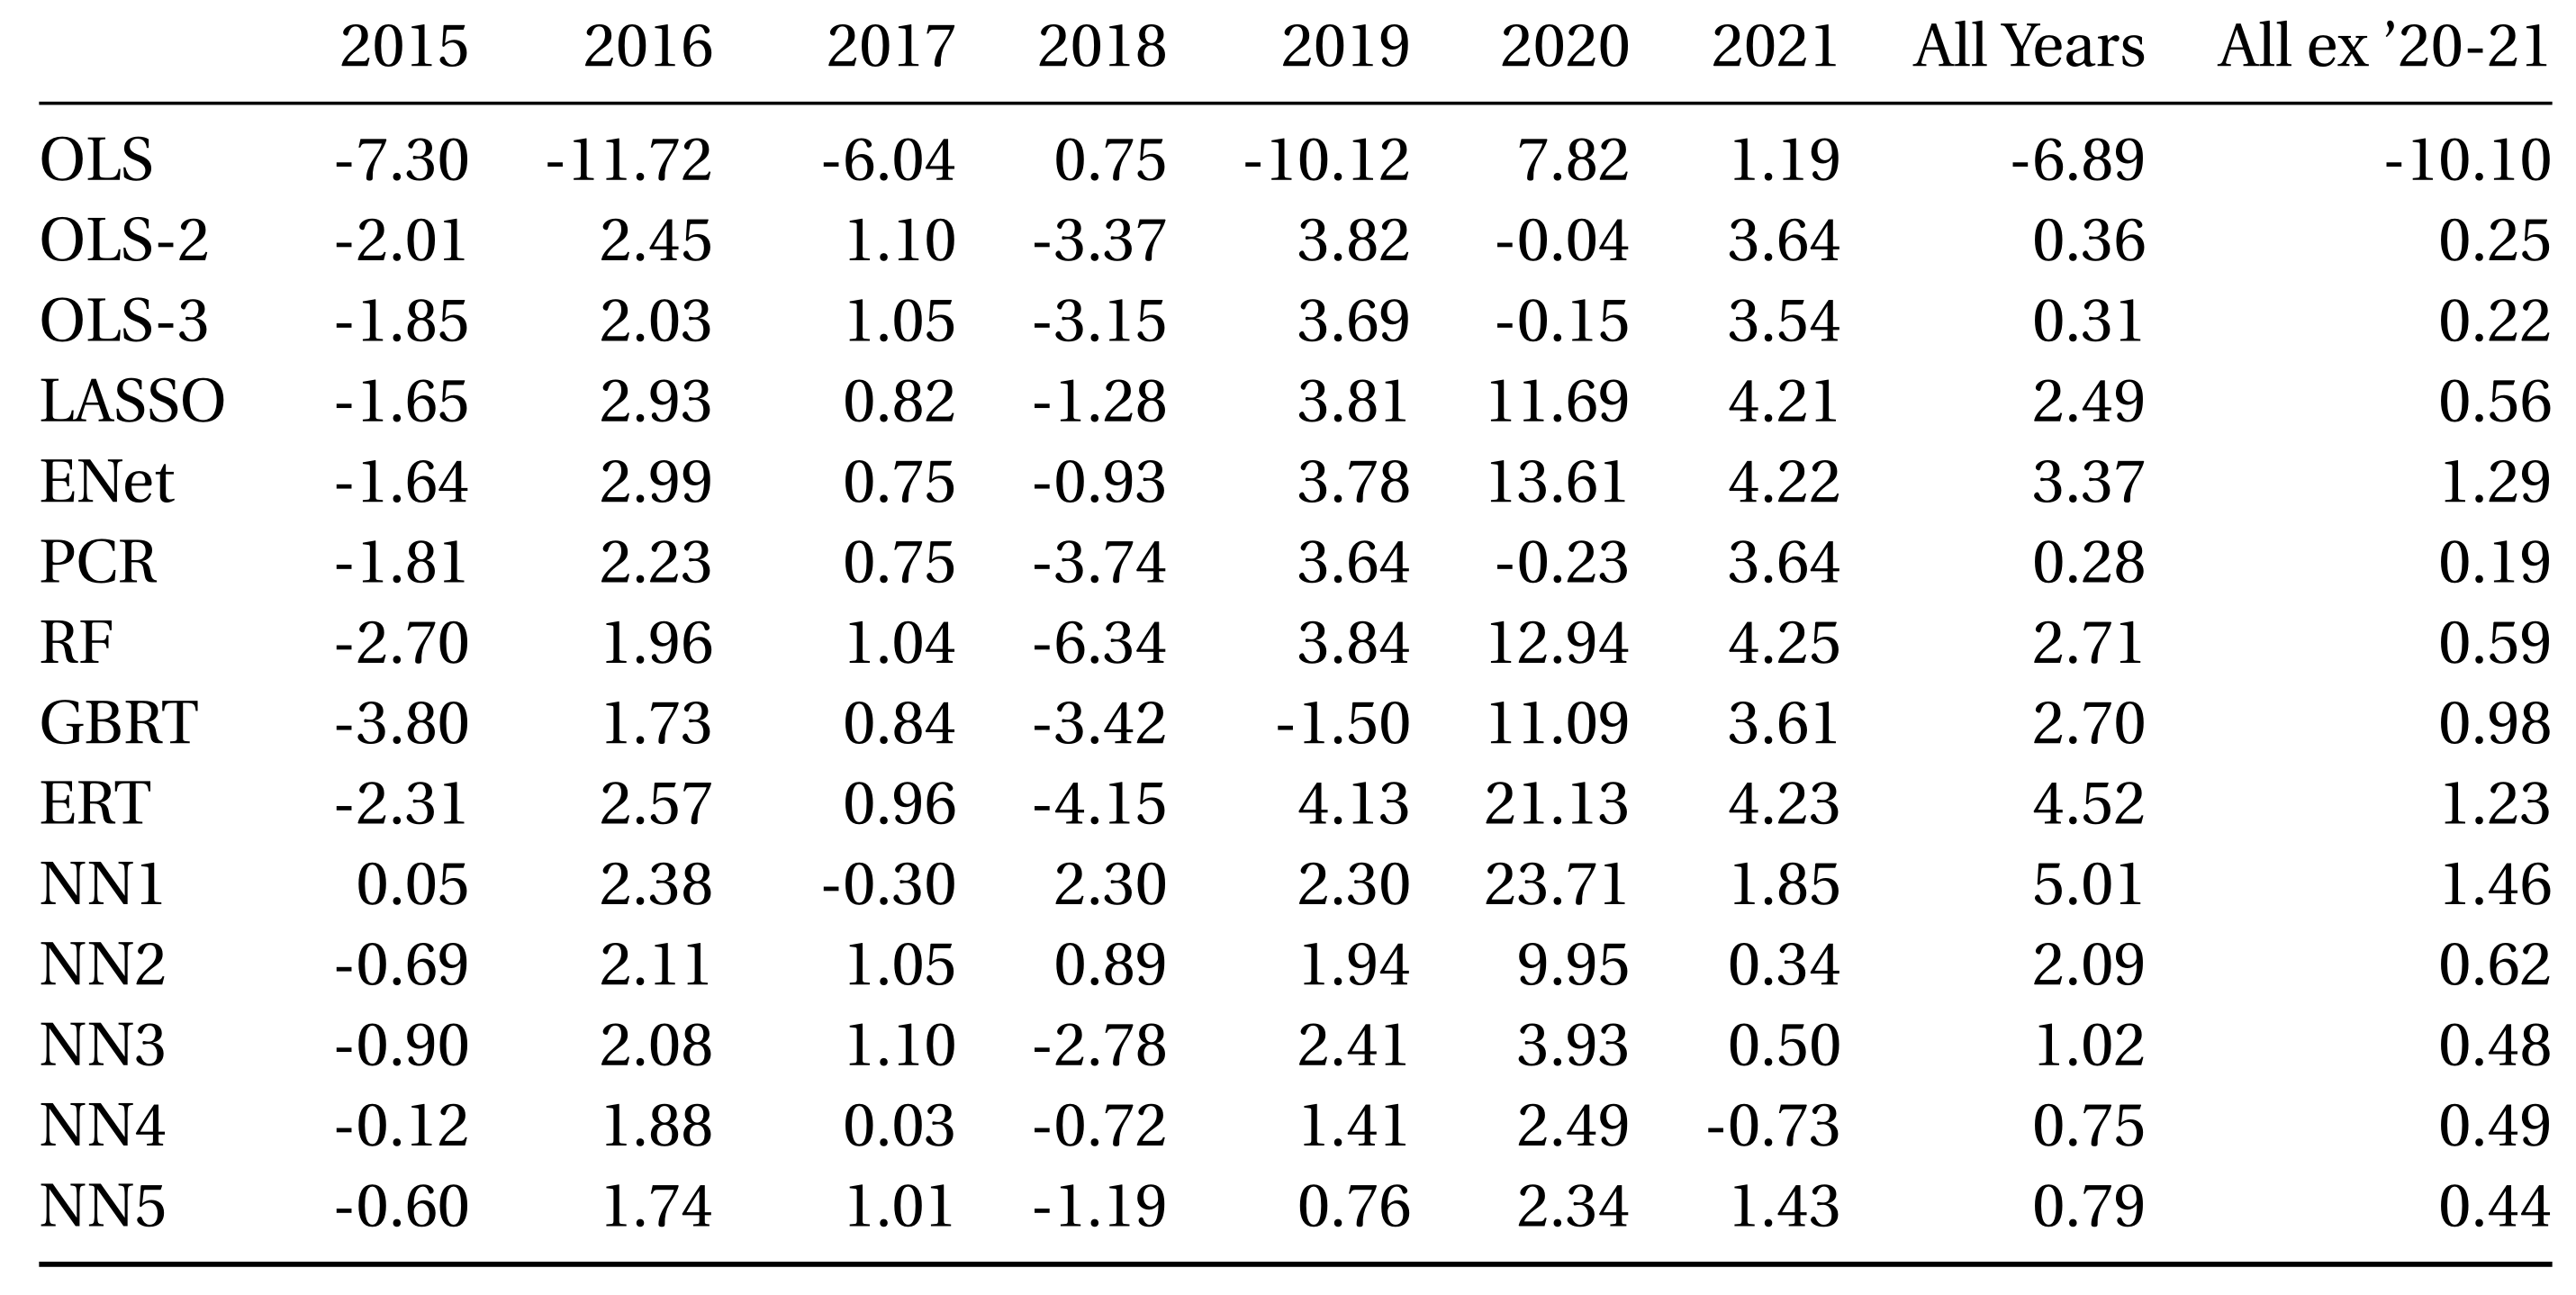 2015 2016 2017 2018 2019 2020 2021 All Years All ex ’20-21
OLS -7.30 -11.72 -6.04 0.75 -10.12 7.82 1.19 -6.89 -10.10
OLS-2 -2.01 2.45 1.10 -3.37 3.82 -0.04 3.64 0.36 0.25
OLS-3 -1.85 2.03 1.05 -3.15 3.69 -0.15 3.54 0.31 0.22
LASSO -1.65 2.93 0.82 -1.28 3.81 11.69 4.21 2.49 0.56
ENet -1.64 2.99 0.75 -0.93 3.78 13.61 4.22 3.37 1.29
PCR -1.81 2.23 0.75 -3.74 3.64 -0.23 3.64 0.28 0.19
RF -2.70 1.96 1.04 -6.34 3.84 12.94 4.25 2.71 0.59
GBRT -3.80 1.73 0.84 -3.42 -1.50 11.09 3.61 2.70 0.98
ERT -2.31 2.57 0.96 -4.15 4.13 21.13 4.23 4.52 1.23
NN1 0.05 2.38 -0.30 2.30 2.30 23.71 1.85 5.01 1.46
NN2 -0.69 2.11 1.05 0.89 1.94 9.95 0.34 2.09 0.62
NN3 -0.90 2.08 1.10 -2.78 2.41 3.93 0.50 1.02 0.48
NN4 -0.12 1.88 0.03 -0.72 1.41 2.49 -0.73 0.75 0.49
NN5 -0.60 1.74 1.01 -1.19 0.76 2.34 1.43 0.79 0.44